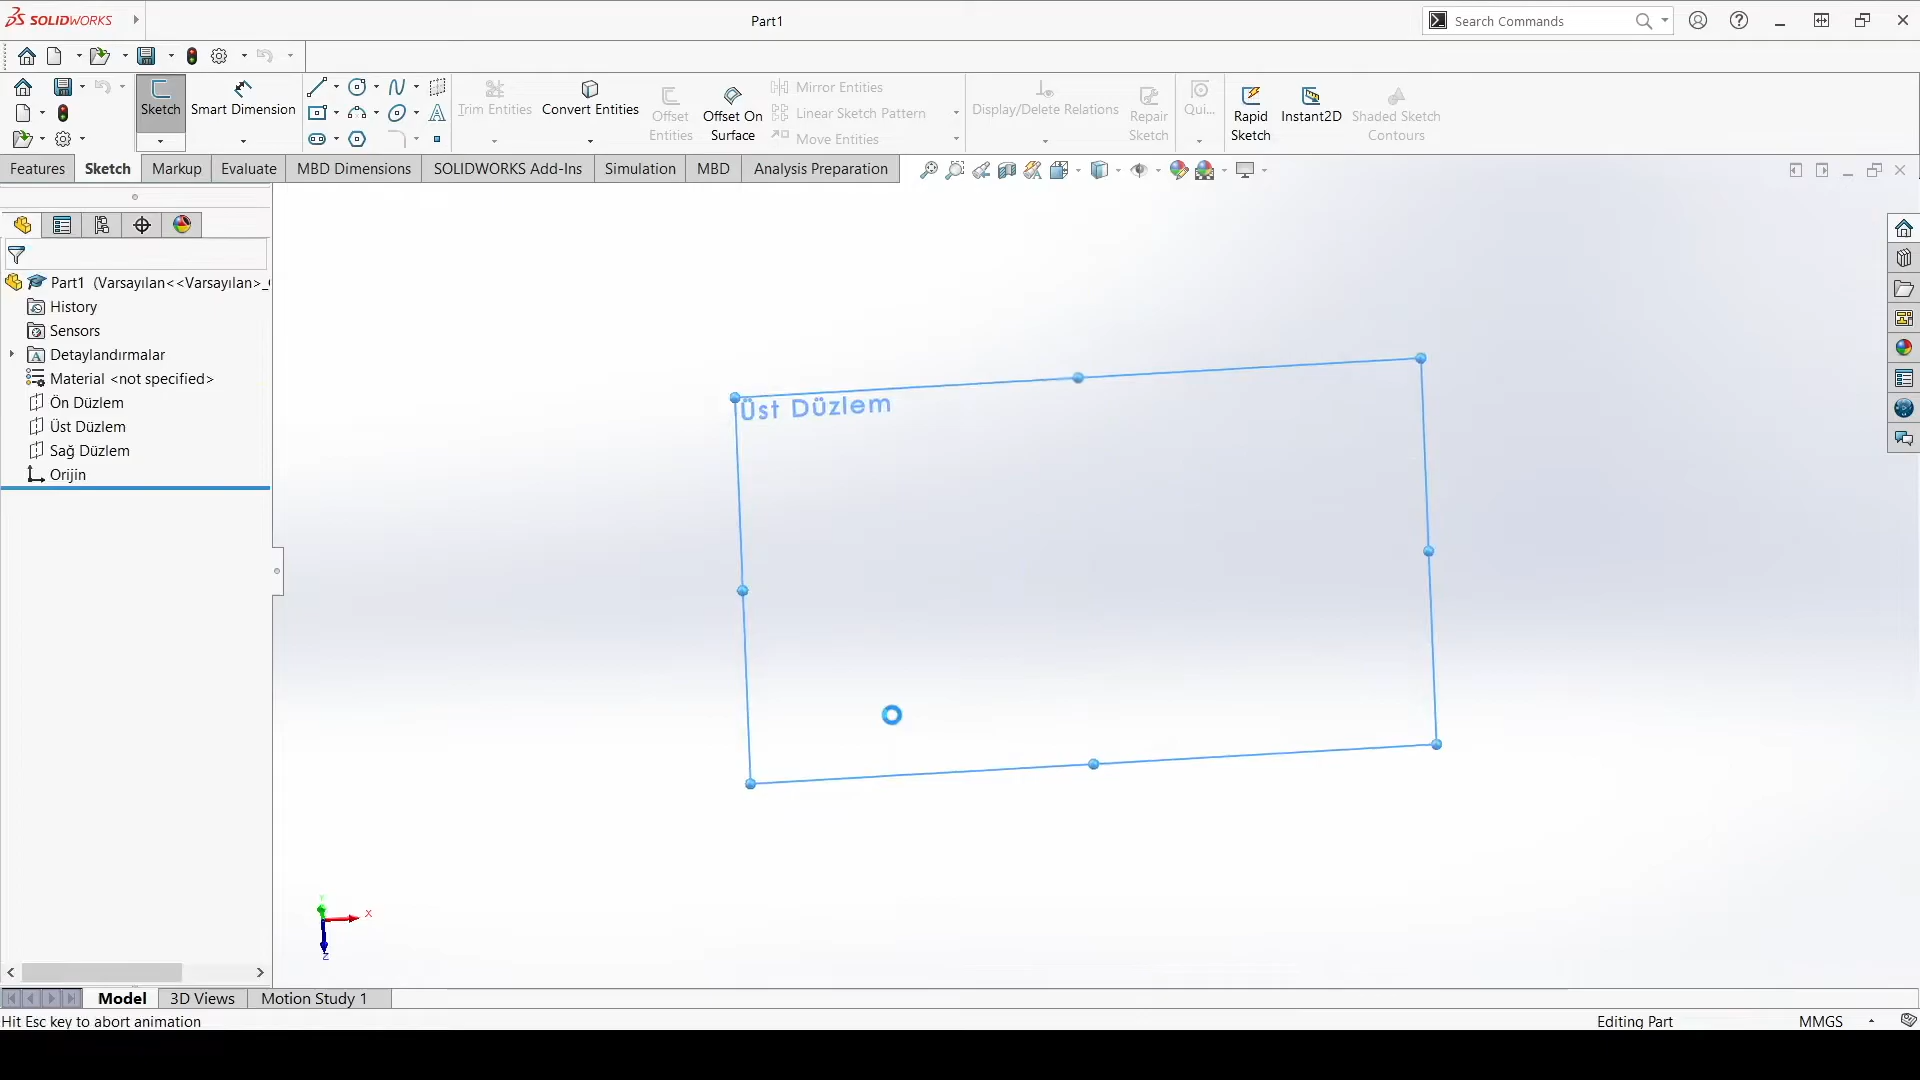 SOLIDWORKS
Part1
Search Commands
Sketch
Smart Dimension
Trim Entities
Convert Entities
Offset Entities
Offset On Surface
Mirror Entities
Linear Sketch Pattern
Move Entities
Display/Delete Relations
Repair Sketch
Qui...
Rapid Sketch
Instant2D
Shaded Sketch Contours
Features
Sketch
Markup
Evaluate
MBD Dimensions
SOLIDWORKS Add-Ins
Simulation
MBD
Analysis Preparation
Part1 (Varsayılan<<Varsayılan>_
History
Sensors
Detaylandırmalar
Material <not specified>
Ön Düzlem
Üst Düzlem
Sağ Düzlem
Orijin
Üst Düzlem
x
z
Model
3D Views
Motion Study 1
Hit Esc key to abort animation
Editing Part
MMGS